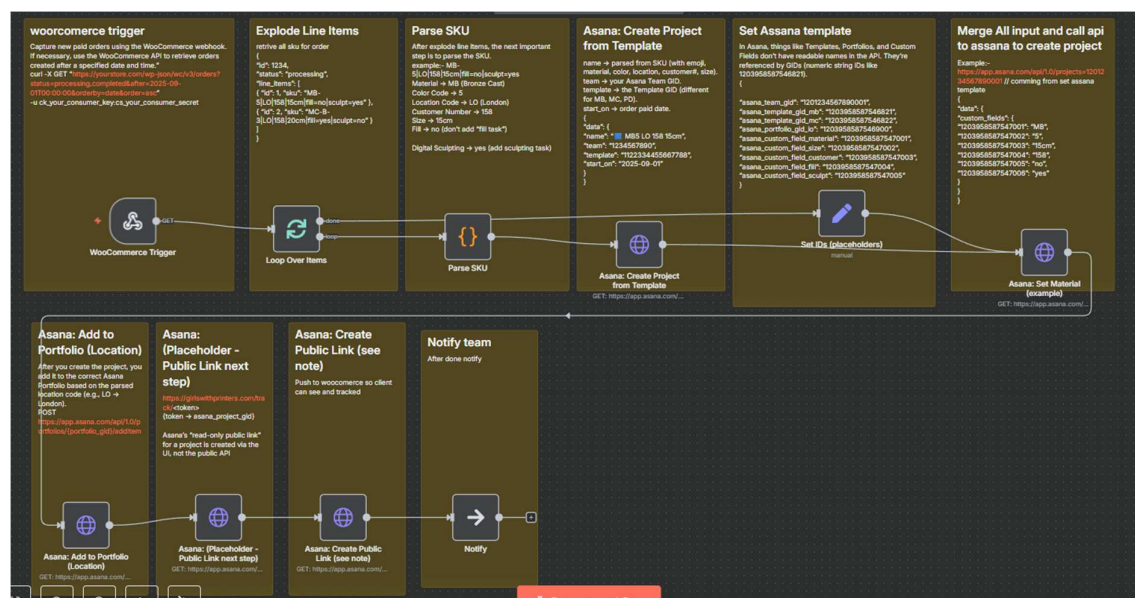 woorcomerce trigger
Capture new paid orders using the WooCommerce webhook.
If necessary, use the WooCommerce API to retrieve orders
created after a specified date and time."
curl -X GET "https://yourstore.com/wp-json/wc/v3/orders?
status=processing,completed&after=2025-09-
01T00:00:00&orderby=date&order=asc"
-u ck_your_consumer_key:cs_your_consumer_secret
GET
WooCommerce Trigger
Explode Line Items
retrive all sku for order
{
"id": 1234,
"status": "processing",
"line_items": [
{ "id": 1, "sku": "MB-
5|LO|158|15cm|fill=no|sculpt=yes" },
{ "id": 2, "sku": "MC-B-
3|LO|158|20cm|fill=yes|sculpt=no" }
]
}
done
loop
Loop Over Items
Parse SKU
After explode line items, the next important
step is to parse the SKU.
example:- MB-
5|LO|158|15cm|fill=no|sculpt=yes
Material → MB (Bronze Cast)
Color Code → 5
Location Code → LO (London)
Customer Number → 158
Size → 15cm
Fill → no (don't add "fill task")
Digital Sculpting → yes (add sculpting task)
{}
Parse SKU
Asana: Create Project
from Template
name → parsed from SKU (with emoji,
material, color, location, customer#, size).
team → your Asana Team GID.
template → the Template GID (different
for MB, MC, PD).
start_on → order paid date.
{
"data": {
"name": "🟦 MB5 LO 158 15cm",
"team": "1234567890",
"template": "1122334455667788",
"start_on": "2025-09-01"
}
}
Asana: Create Project
from Template
GET: https://app.asana.com/...
Set Assana template
In Asana, things like Templates, Portfolios, and Custom
Fields don't have readable names in the API. They're
referenced by GIDs (numeric string IDs like
1203958587546821).
{
"asana_team_gid": "1201234567890001",
"asana_template_gid_mb": "1203958587546821",
"asana_template_gid_mc": "1203958587546822",
"asana_portfolio_gid_lo": "1203958587546900",
"asana_custom_field_material": "1203958587547001",
"asana_custom_field_size": "1203958587547002",
"asana_custom_field_customer": "1203958587547003",
"asana_custom_field_fill": "1203958587547004",
"asana_custom_field_sculpt": "1203958587547005"
}
Set IDs (placeholders)
manual
Merge All input and call api
to assana to create project
Example:-
https://app.asana.com/api/1.0/projects=12012
34567890001 // comming from set assana
template
{
"data": {
"custom_fields": {
"1203958587547001": "MB",
"1203958587547002": "5",
"1203958587547003": "15cm",
"1203958587547004": "158",
"1203958587547005": "no",
"1203958587547006": "yes"
}
}
}
Asana: Set Material
(example)
GET: https://app.asana.com/...
Asana: Add to
Portfolio (Location)
After you create the project, you
add it to the correct Asana
Portfolio based on the parsed
location code (e.g., LO →
London).
POST
https://app.asana.com/api/1.0/p
ortfolios/{portfolio_gid}/addItem
Asana: Add to Portfolio
(Location)
GET: https://app.asana.com/...
Asana:
(Placeholder -
Public Link next
step)
https://girlswithprinters.com/tra
ck/<token>
{token → asana_project_gid}
Asana's "read-only public link"
for a project is created via the
UI, not the public API
Asana: (Placeholder -
Public Link next step)
GET: https://app.asana.com/...
Asana: Create
Public Link (see
note)
Push to woocomerce so client
can see and tracked
Asana: Create Public
Link (see note)
GET: https://app.asana.com/...
Notify team
After done notify
Notify